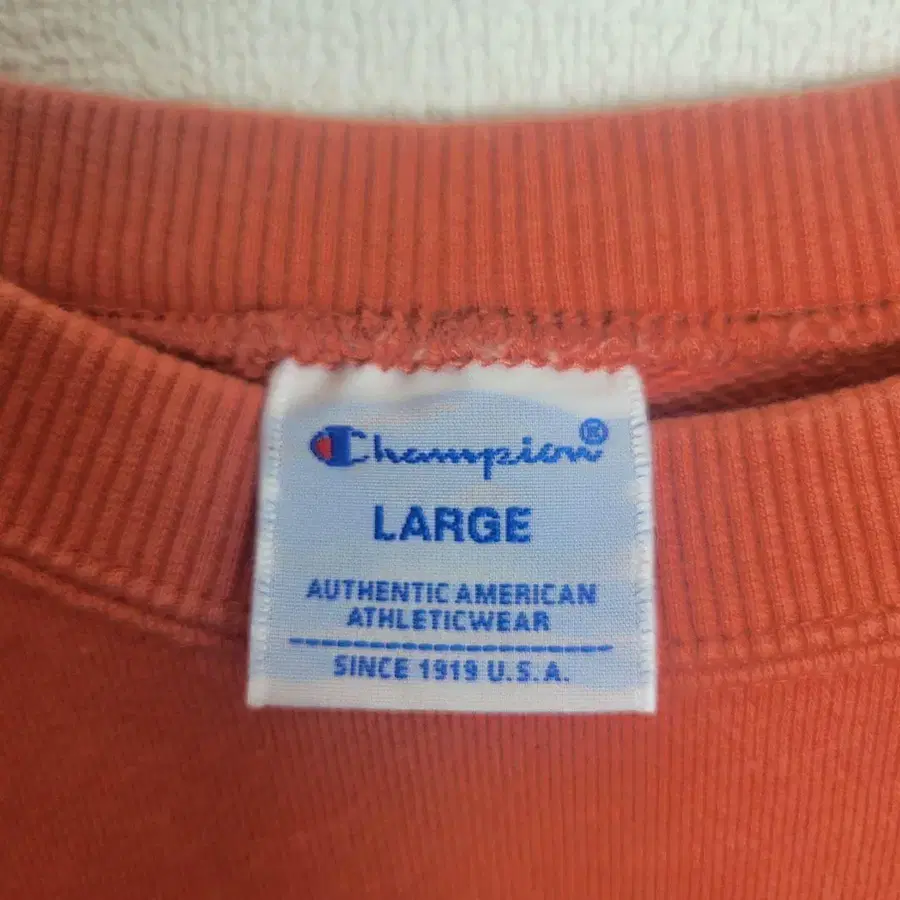 Champion®
LARGE
AUTHENTIC AMERICAN
ATHLETICWEAR
SINCE 1919 U.S.A.